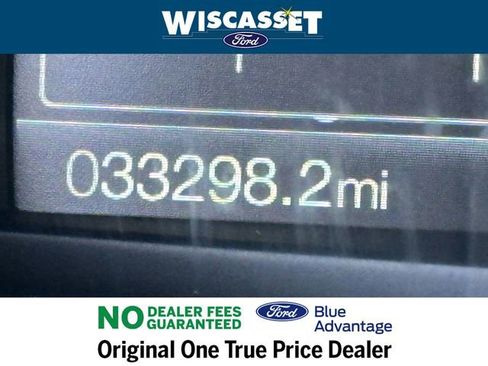 WISCASSET
Ford
033298.2mi
NO DEALER FEES
GUARANTEED
Ford
Blue
Advantage
Original One True Price Dealer